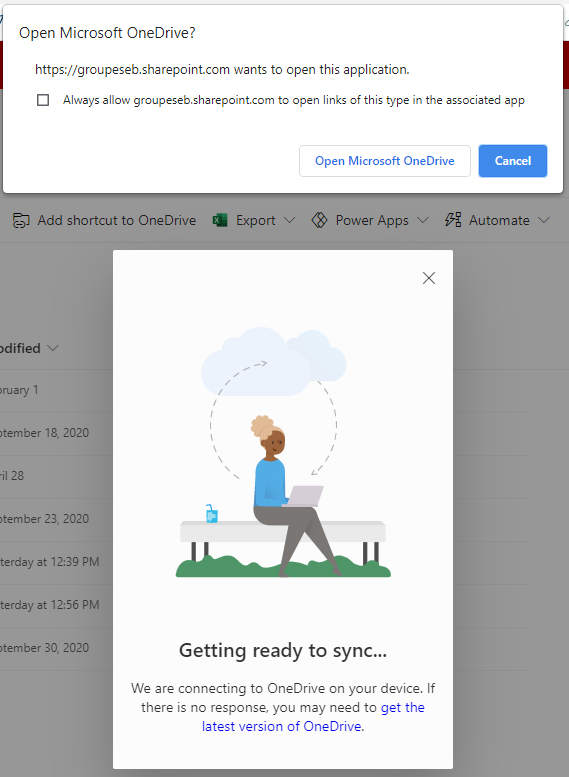 Open Microsoft OneDrive?
https://groupeseb.sharepoint.com wants to open this application.
Always allow groupeseb.sharepoint.com to open links of this type in the associated app
Open Microsoft OneDrive
Cancel
Add shortcut to OneDrive
Export
Power Apps
Automate
odified
ruary 1
ptember 18, 2020
ril 28
ptember 23, 2020
terday at 12:39 PM
terday at 12:56 PM
ptember 30, 2020
Getting ready to sync...
We are connecting to OneDrive on your device. If
there is no response, you may need to get the
latest version of OneDrive.